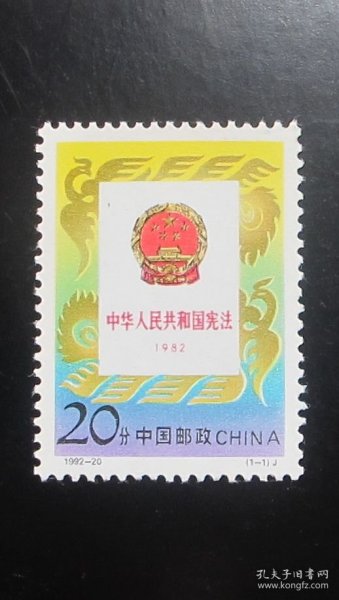 中华人民共和国宪法
1982
20分 中国邮政 CHINA
1992-20 (1-1) J
孔夫子旧书网
www.kongfz.com